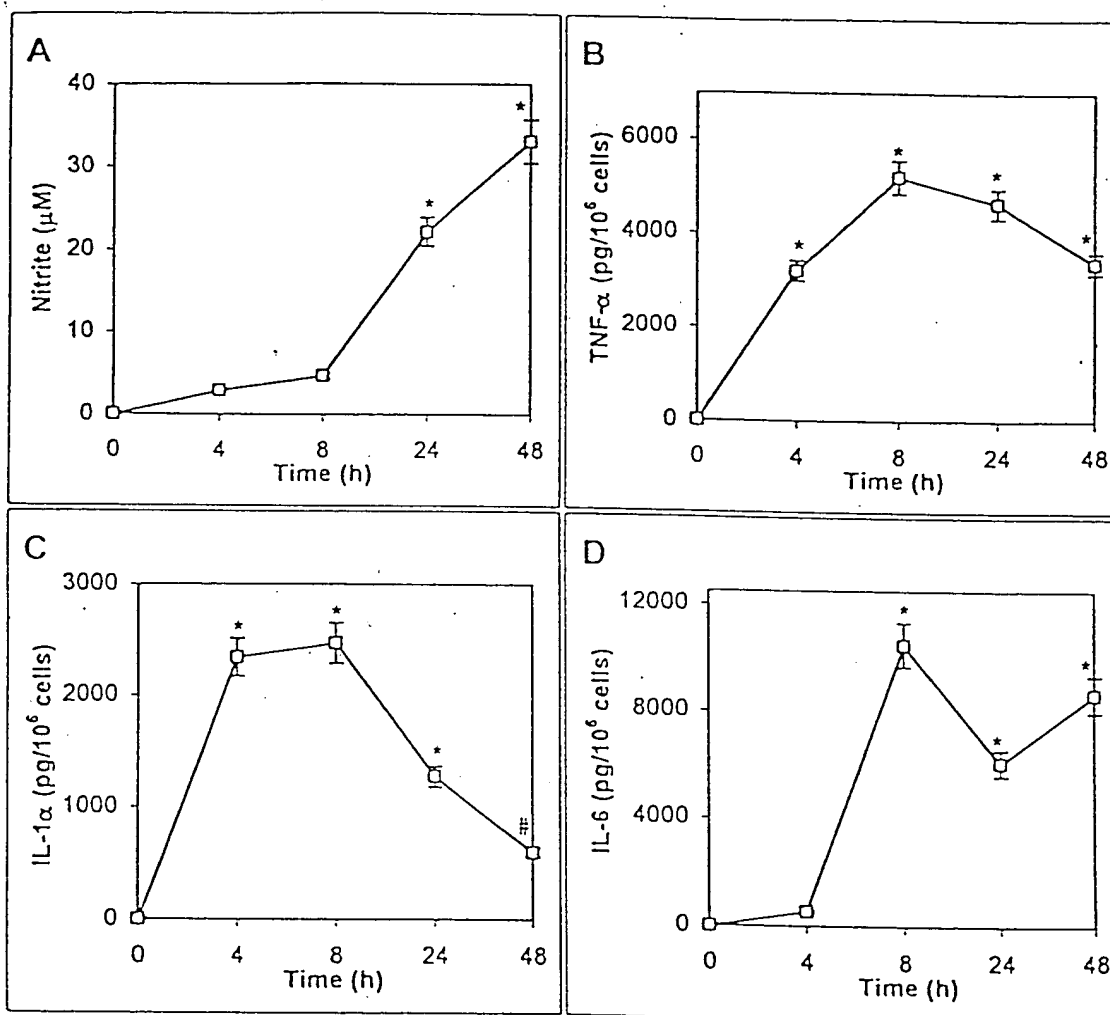 A
Nitrite (μM)
40
30
20
10
0
*
*
0 4 8 24 48
Time (h)
B
TNF-α (pg/10⁶ cells)
6000
4000
2000
0
*
*
*
*
0 4 8 24 48
Time (h)
C
IL-1α (pg/10⁶ cells)
3000
2000
1000
0
*
*
*
#
0 4 8 24 48
Time (h)
D
IL-6 (pg/10⁶ cells)
12000
8000
4000
0
*
*
*
0 4 8 24 48
Time (h)